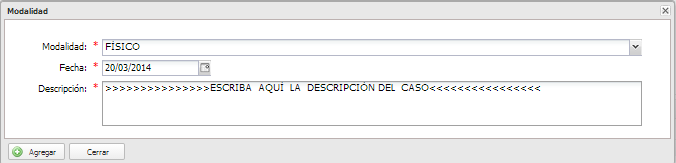 Modalidad
Modalidad: * FÍSICO
Fecha: * 20/03/2014
Descripción: * >>>>>>>>>>>>>>>ESCRIBA AQUÍ LA DESCRIPCIÓN DEL CASO<<<<<<<<<<<<<<<<
Agregar Cerrar